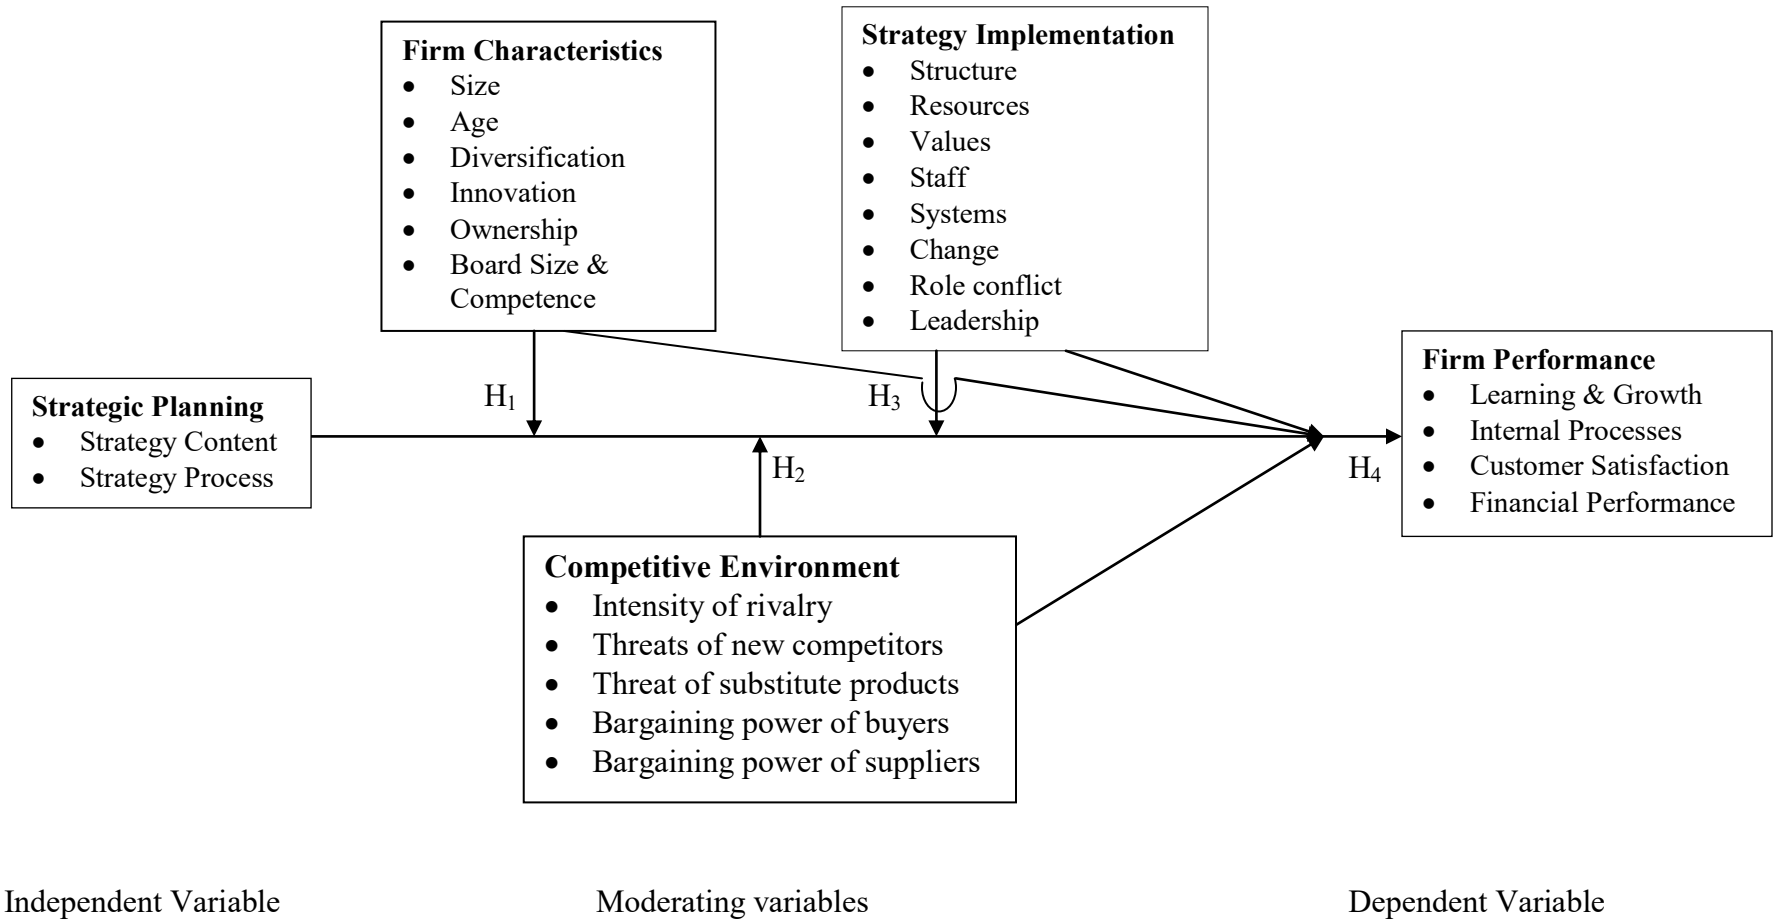 Firm Characteristics
• Size
• Age
• Diversification
• Innovation
• Ownership
• Board Size &
Competence
Strategy Implementation
• Structure
• Resources
• Values
• Staff
• Systems
• Change
• Role conflict
• Leadership
Strategic Planning
• Strategy Content
• Strategy Process
H₁
H₃
H₂
H₄
Firm Performance
• Learning & Growth
• Internal Processes
• Customer Satisfaction
• Financial Performance
Competitive Environment
• Intensity of rivalry
• Threats of new competitors
• Threat of substitute products
• Bargaining power of buyers
• Bargaining power of suppliers
Independent Variable
Moderating variables
Dependent Variable